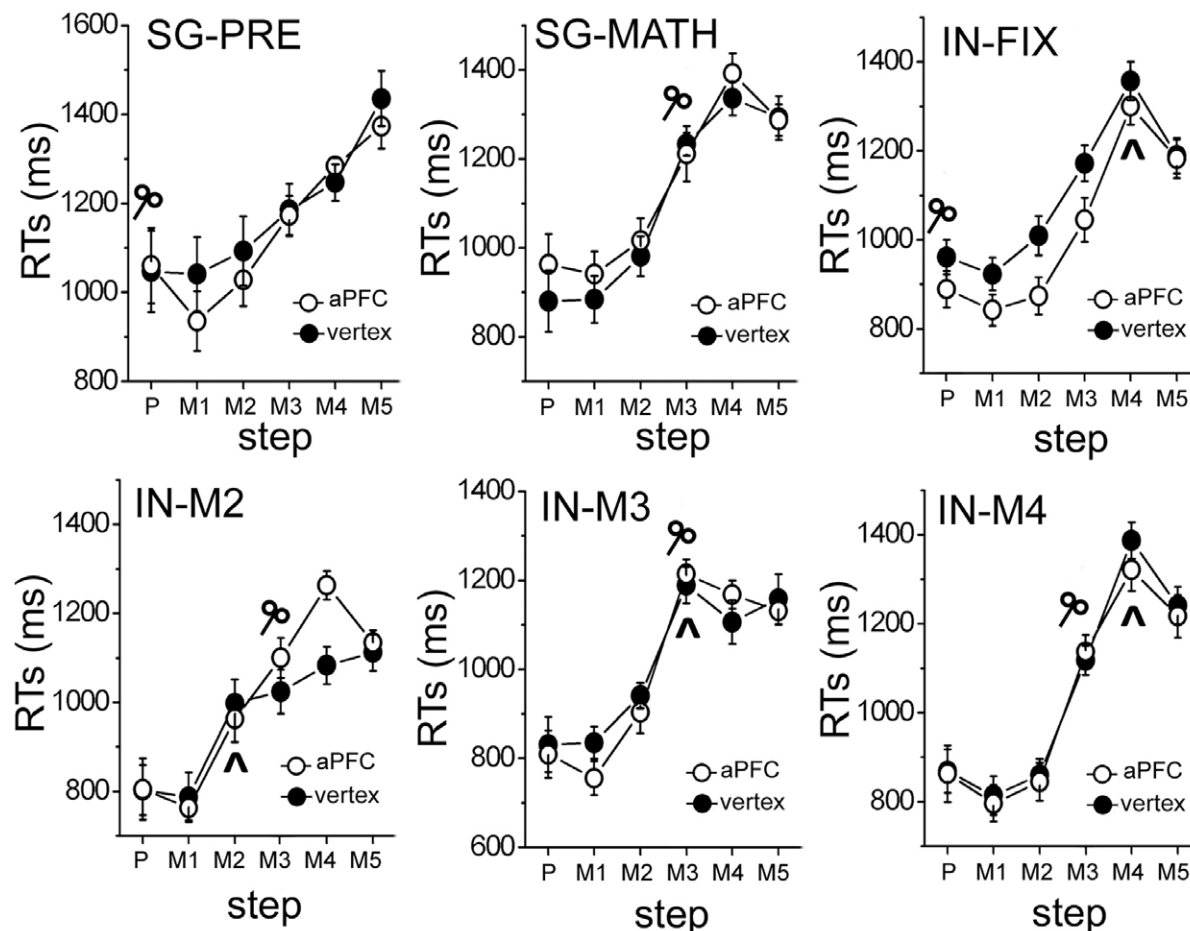 SG-PRE
RTs (ms)
1600
1400
1200
1000
800
P M1 M2 M3 M4 M5
step
aPFC
vertex
SG-MATH
RTs (ms)
1400
1200
1000
800
P M1 M2 M3 M4 M5
step
aPFC
vertex
IN-FIX
RTs (ms)
1400
1200
1000
800
P M1 M2 M3 M4 M5
step
aPFC
vertex
IN-M2
RTs (ms)
1400
1200
1000
800
P M1 M2 M3 M4 M5
step
aPFC
vertex
IN-M3
RTs (ms)
1400
1200
1000
800
600
P M1 M2 M3 M4 M5
step
aPFC
vertex
IN-M4
RTs (ms)
1400
1200
1000
800
P M1 M2 M3 M4 M5
step
aPFC
vertex